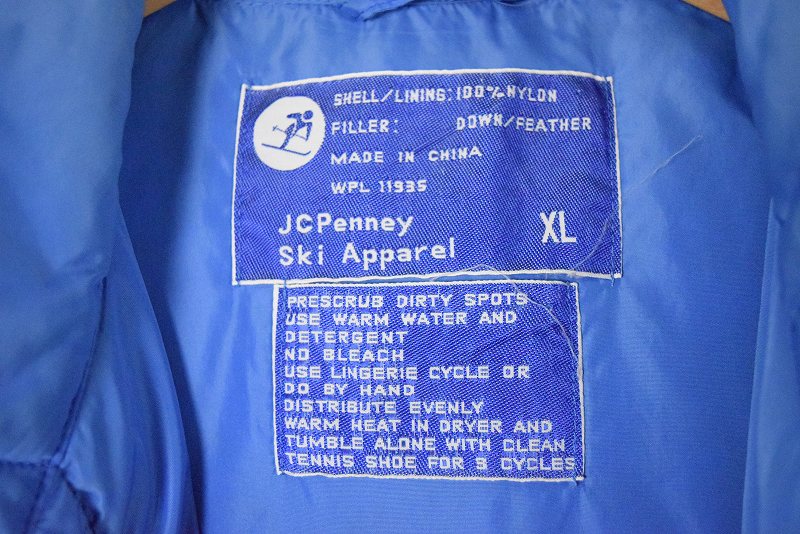 SHELL/LINING: 100% NYLON
FILLER: DOWN/FEATHER
MADE IN CHINA
WPL 11935
JCPenney
Ski Apparel XL
PRESCRUB DIRTY SPOTS
USE WARM WATER AND
DETERGENT
NO BLEACH
USE LINGERIE CYCLE OR
DO BY HAND
DISTRIBUTE EVENLY
WARM HEAT IN DRYER AND
TUMBLE ALONE WITH CLEAN
TENNIS SHOE FOR 3 CYCLES